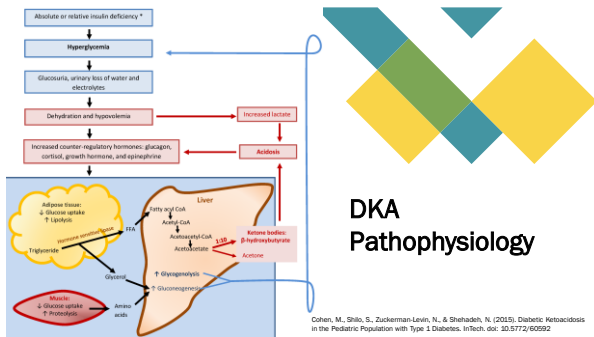 Absolute or relative insulin deficiency *
Hyperglycemia
Glucosuria, urinary loss of water and
electrolytes
Dehydration and hypovolemia
Increased lactate
Increased counter-regulatory hormones: glucagon,
cortisol, growth hormone, and epinephrine
Acidosis
Adipose tissue:
↓ Glucose uptake
↑ Lipolysis
Hormone sensitive lipase
Triglyceride
FFA
Glycerol
Muscle:
↓ Glucose uptake
↑ Proteolysis
Amino
acids
Liver
Fatty acyl CoA
Acetyl-CoA
Acetoacetyl-CoA
Acetoacetate
1:10
Ketone bodies:
β-hydroxybutyrate
Acetone
↑ Glycogenolysis
↑ Gluconeogenesis
DKA
Pathophysiology
Cohen, M., Shilo, S., Zuckerman-Levin, N., & Shehadeh, N. (2015). Diabetic Ketoacidosis
in the Pediatric Population with Type 1 Diabetes. InTech. doi: 10.5772/60592